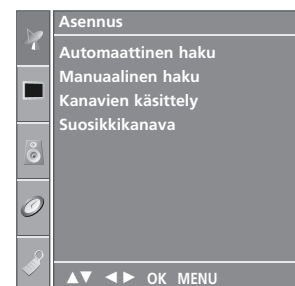 Asennus
Automaattinen haku
Manuaalinen haku
Kanavien käsittely
Suosikkikanava
▲▼ ◄► OK MENU